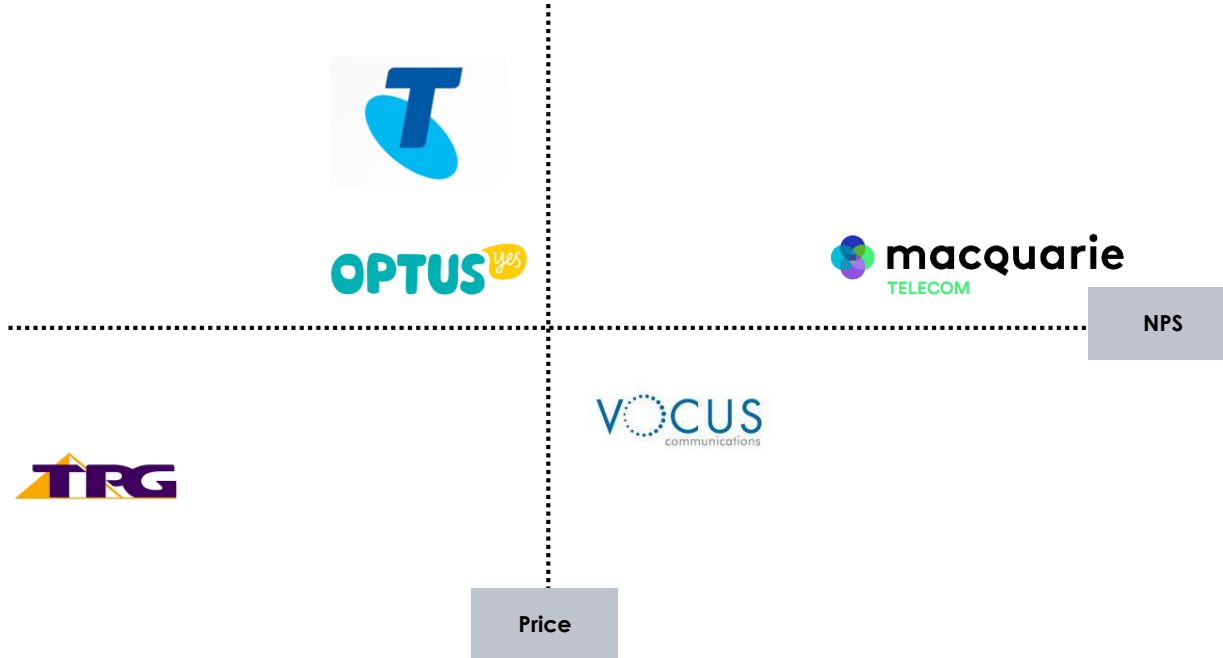 T
OPTUS yes
macquarie
TELECOM
NPS
VOCUS
communications
TPG
Price